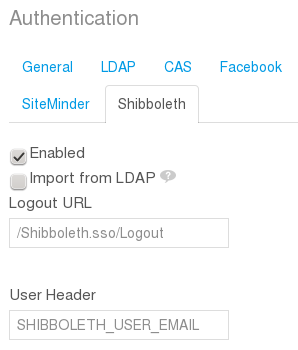 Authentication
General LDAP CAS Facebook
SiteMinder Shibboleth
Enabled
Import from LDAP ?
Logout URL
/Shibboleth.sso/Logout
User Header
SHIBBOLETH_USER_EMAIL